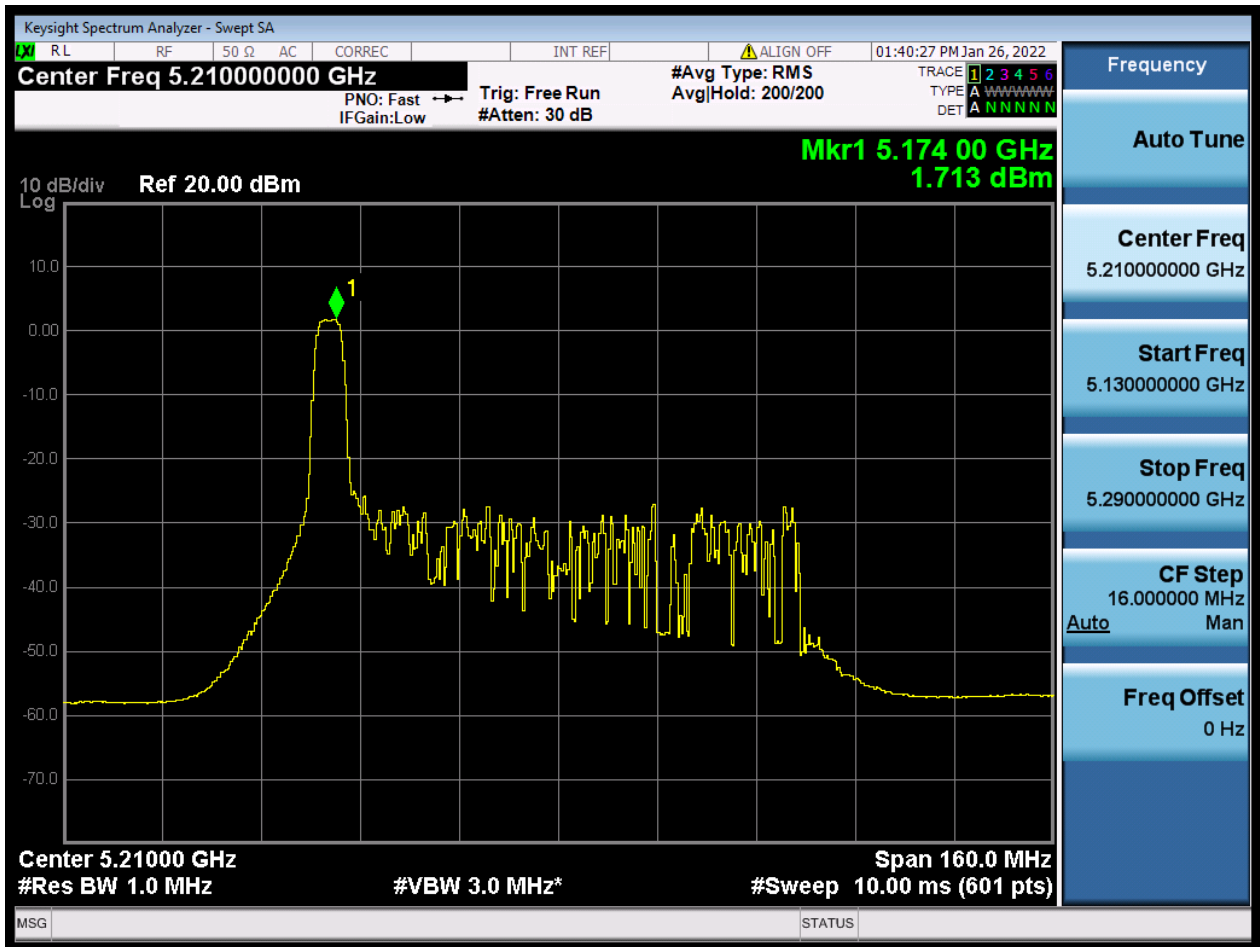 Keysight Spectrum Analyzer - Swept SA
LXI RL RF 50 Ω AC CORREC INT REF ALIGN OFF 01:40:27 PM Jan 26, 2022
Center Freq 5.210000000 GHz
PNO: Fast
IFGain:Low
Trig: Free Run
#Atten: 30 dB
#Avg Type: RMS
Avg|Hold: 200/200
TRACE 1 2 3 4 5 6
TYPE A WWWWW
DET A N N N N N
Mkr1 5.174 00 GHz
1.713 dBm
10 dB/div Ref 20.00 dBm
Log
1
10.0
0.00
-10.0
-20.0
-30.0
-40.0
-50.0
-60.0
-70.0
Center 5.21000 GHz Span 160.0 MHz
#Res BW 1.0 MHz #VBW 3.0 MHz* #Sweep 10.00 ms (601 pts)
MSG STATUS
Frequency
Auto Tune
Center Freq
5.210000000 GHz
Start Freq
5.130000000 GHz
Stop Freq
5.290000000 GHz
CF Step
16.000000 MHz
Auto Man
Freq Offset
0 Hz